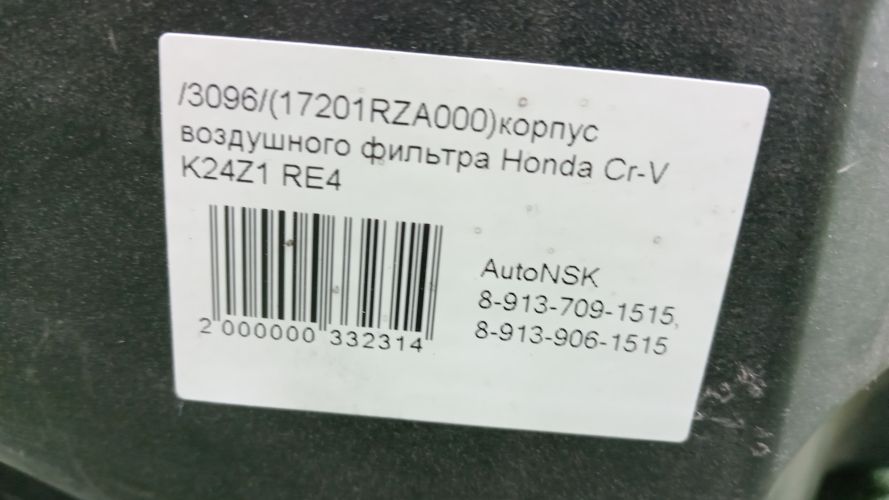 /3096/(17201RZA000)корпус
воздушного фильтра Honda Cr-V
K24Z1 RE4
2 000000 332314
AutoNSK
8-913-709-1515,
8-913-906-1515